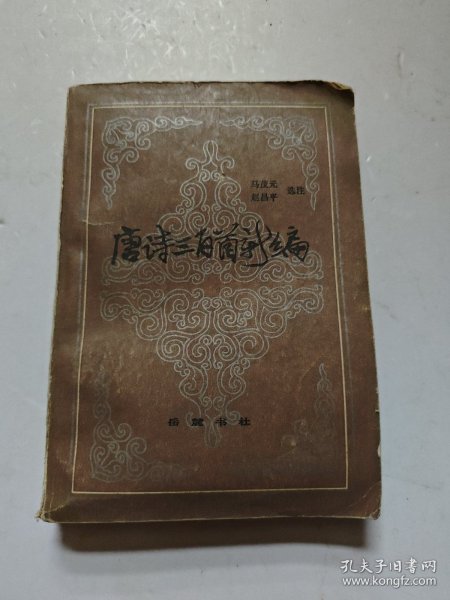 马茂元
赵昌平 选注
唐诗三百首新编
岳麓书社
孔夫子旧书网
www.kongfz.com